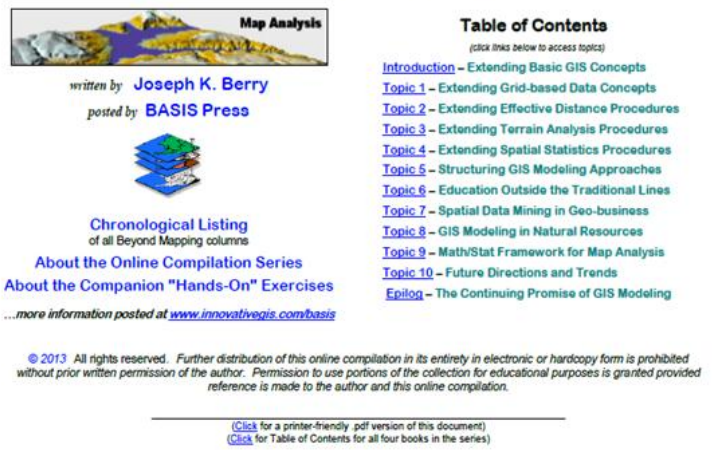 Map Analysis
written by Joseph K. Berry
posted by BASIS Press
Chronological Listing
of all Beyond Mapping columns
About the Online Compilation Series
About the Companion "Hands-On" Exercises
…more information posted at www.innovativegis.com/basis
Table of Contents
(click links below to access topics)
Introduction – Extending Basic GIS Concepts
Topic 1 – Extending Grid-based Data Concepts
Topic 2 – Extending Effective Distance Procedures
Topic 3 – Extending Terrain Analysis Procedures
Topic 4 – Extending Spatial Statistics Procedures
Topic 5 – Structuring GIS Modeling Approaches
Topic 6 – Education Outside the Traditional Lines
Topic 7 – Spatial Data Mining in Geo-business
Topic 8 – GIS Modeling in Natural Resources
Topic 9 – Math/Stat Framework for Map Analysis
Topic 10 – Future Directions and Trends
Epilog – The Continuing Promise of GIS Modeling
© 2013 All rights reserved. Further distribution of this online compilation in its entirety in electronic or hardcopy form is prohibited
without prior written permission of the author. Permission to use portions of the collection for educational purposes is granted provided
reference is made to the author and this online compilation.
(Click for a printer-friendly .pdf version of this document)
(Click for Table of Contents for all four books in the series)